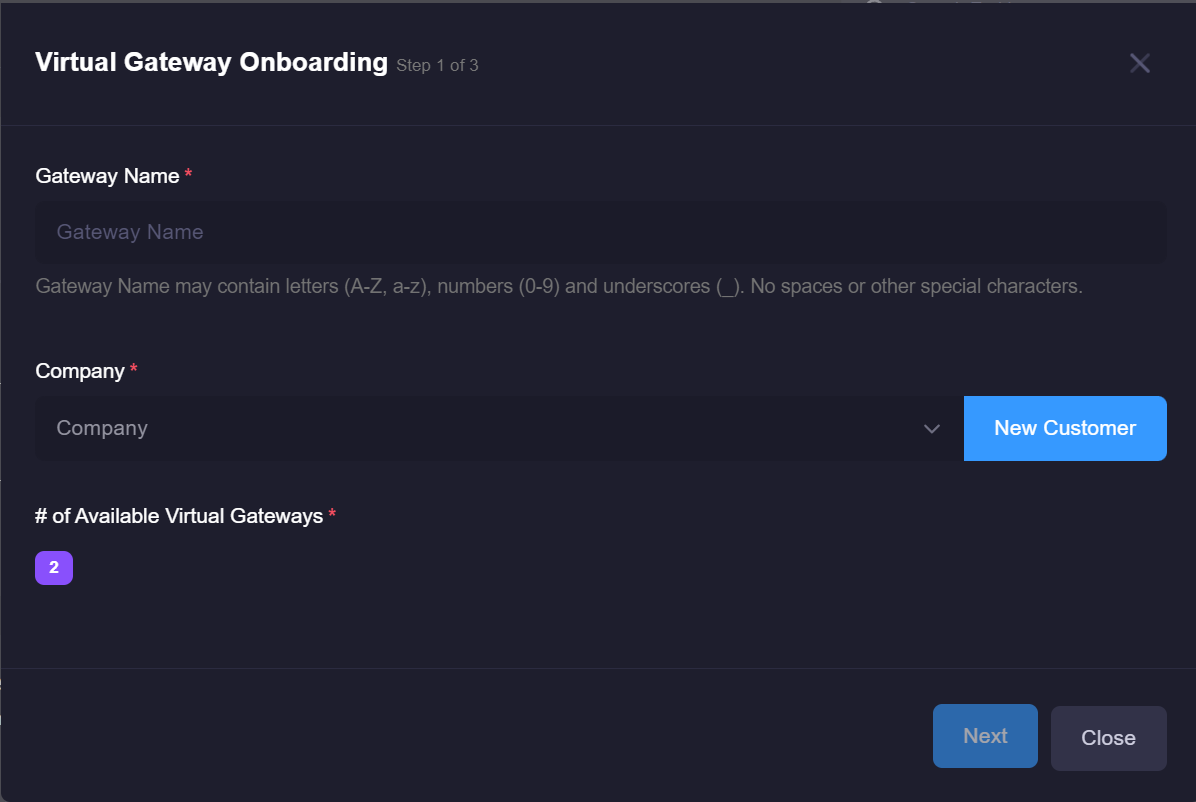 Virtual Gateway Onboarding Step 1 of 3
Gateway Name *
Gateway Name
Gateway Name may contain letters (A-Z, a-z), numbers (0-9) and underscores (_). No spaces or other special characters.
Company *
Company
New Customer
# of Available Virtual Gateways *
2
Next
Close